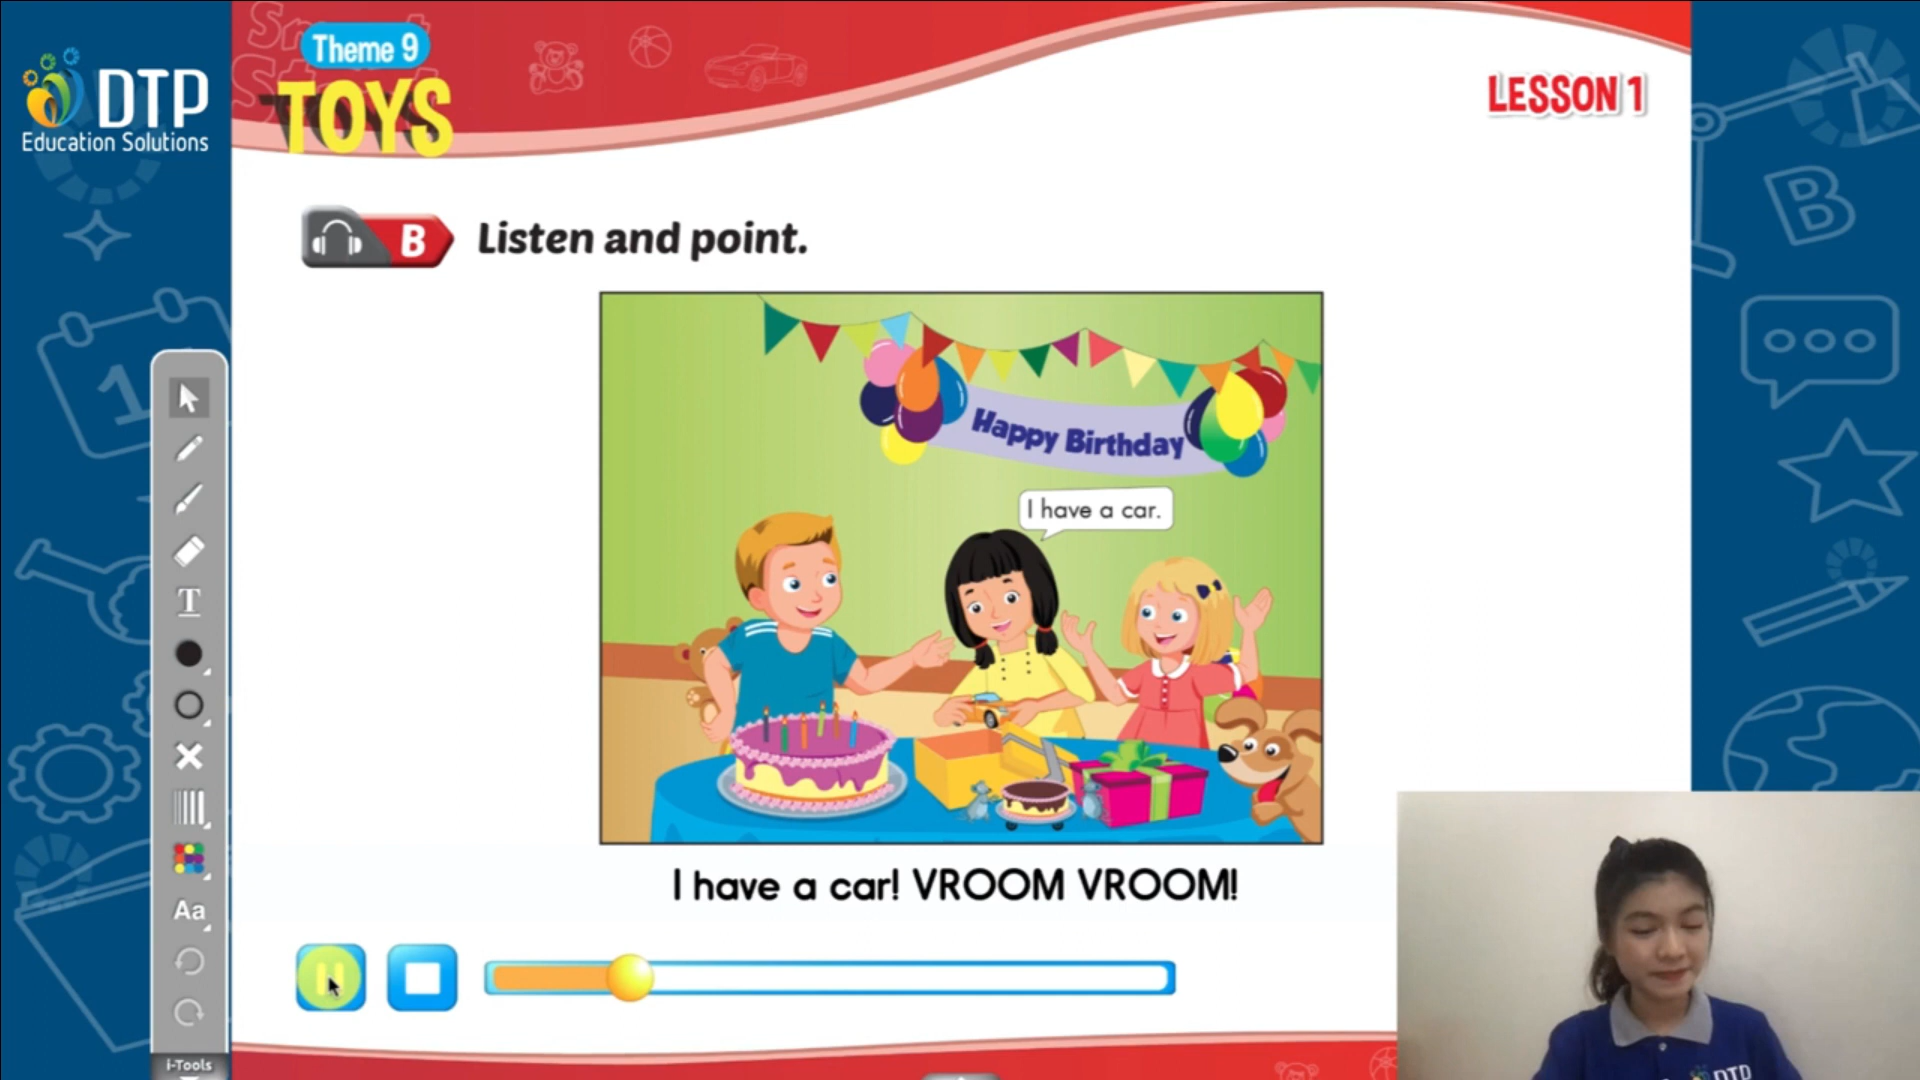 DTP
Education Solutions
Theme 9
TOYS
LESSON 1
B Listen and point.
Happy Birthday
I have a car.
I have a car! VROOM VROOM!
T
Aa
i-Tools
1
B
DTP